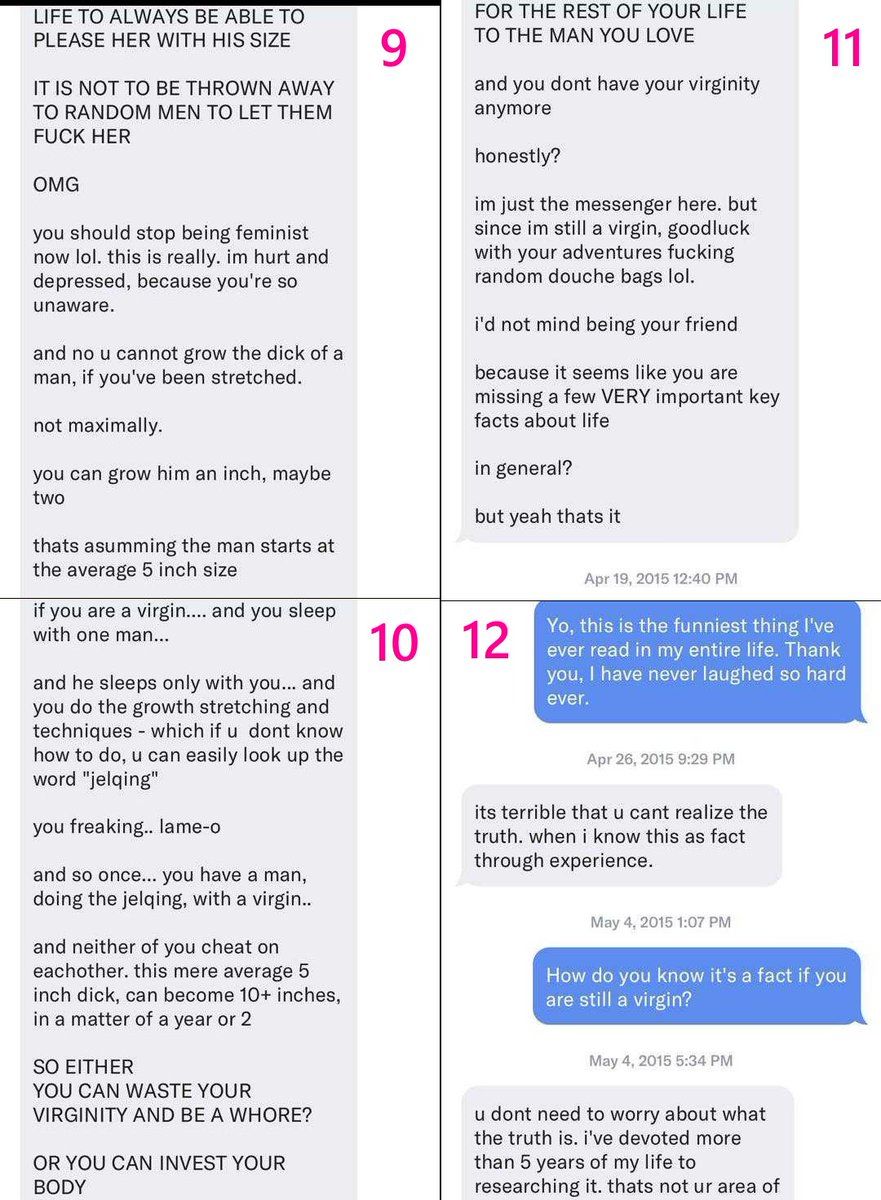 LIFE TO ALWAYS BE ABLE TO
PLEASE HER WITH HIS SIZE
9
IT IS NOT TO BE THROWN AWAY
TO RANDOM MEN TO LET THEM
FUCK HER
OMG
you should stop being feminist
now lol. this is really. im hurt and
depressed, because you're so
unaware.
and no u cannot grow the dick of a
man, if you've been stretched.
not maximally.
you can grow him an inch, maybe
two
thats asumming the man starts at
the average 5 inch size
if you are a virgin.... and you sleep
with one man...
10
and he sleeps only with you... and
you do the growth stretching and
techniques - which if u dont know
how to do, u can easily look up the
word "jelqing"
you freaking.. lame-o
and so once... you have a man,
doing the jelqing, with a virgin..
and neither of you cheat on
eachother. this mere average 5
inch dick, can become 10+ inches,
in a matter of a year or 2
SO EITHER
YOU CAN WASTE YOUR
VIRGINITY AND BE A WHORE?
OR YOU CAN INVEST YOUR
BODY
FOR THE REST OF YOUR LIFE
TO THE MAN YOU LOVE
11
and you dont have your virginity
anymore
honestly?
im just the messenger here. but
since im still a virgin, goodluck
with your adventures fucking
random douche bags lol.
i'd not mind being your friend
because it seems like you are
missing a few VERY important key
facts about life
in general?
but yeah thats it
Apr 19, 2015 12:40 PM
12
Yo, this is the funniest thing I've
ever read in my entire life. Thank
you, I have never laughed so hard
ever.
Apr 26, 2015 9:29 PM
its terrible that u cant realize the
truth. when i know this as fact
through experience.
May 4, 2015 1:07 PM
How do you know it's a fact if you
are still a virgin?
May 4, 2015 5:34 PM
u dont need to worry about what
the truth is. i've devoted more
than 5 years of my life to
researching it. thats not ur area of